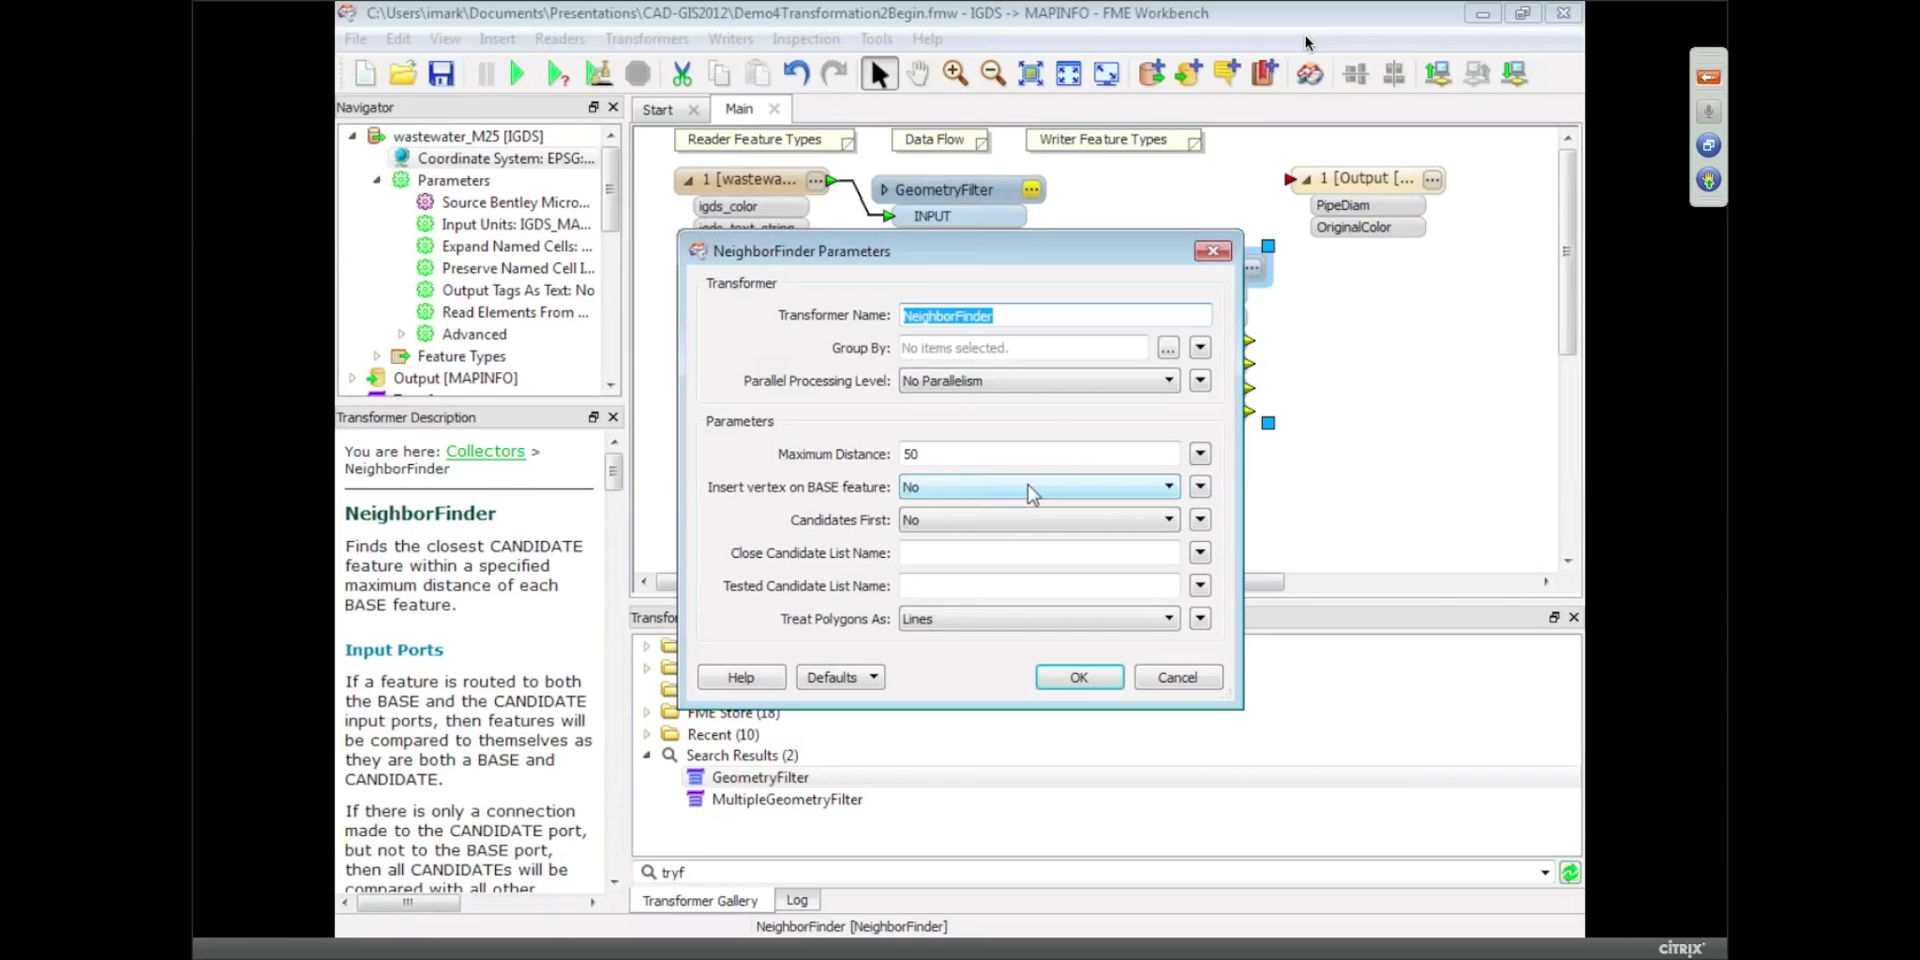 C:\Users\imark\Documents\Presentations\CAD-GIS2012\Demo4Transformation2Begin.fmw - IGDS -> MAPINFO - FME Workbench
File Edit View Insert Readers Transformers Writers Inspection Tools Help
Navigator
wastewater_M25 [IGDS]
Coordinate System: EPSG:...
Parameters
Source Bentley Micro...
Input Units: IGDS_MA...
Expand Named Cells: ...
Preserve Named Cell I...
Output Tags As Text: No
Read Elements From ...
Advanced
Feature Types
Output [MAPINFO]
Transformer Description
You are here: Collectors >
NeighborFinder
NeighborFinder
Finds the closest CANDIDATE
feature within a specified
maximum distance of each
BASE feature.
Input Ports
If a feature is routed to both
the BASE and the CANDIDATE
input ports, then features will
be compared to themselves as
they are both a BASE and
CANDIDATE.
If there is only a connection
made to the CANDIDATE port,
but not to the BASE port,
then all CANDIDATEs will be
compared with all other
Start Main
Reader Feature Types Data Flow Writer Feature Types
1 [wastewa... ...
igds_color
igds_text_string
GeometryFilter ...
INPUT
1 [Output [... ...
PipeDiam
OriginalColor
NeighborFinder Parameters
Transformer
Transformer Name: NeighborFinder
Group By: No items selected. ...
Parallel Processing Level: No Parallelism
Parameters
Maximum Distance: 50
Insert vertex on BASE feature: No
Candidates First: No
Close Candidate List Name:
Tested Candidate List Name:
Treat Polygons As: Lines
Help Defaults OK Cancel
FME Store (18)
Recent (10)
Search Results (2)
GeometryFilter
MultipleGeometryFilter
tryf
Transformer Gallery Log
NeighborFinder [NeighborFinder]
CITRIX